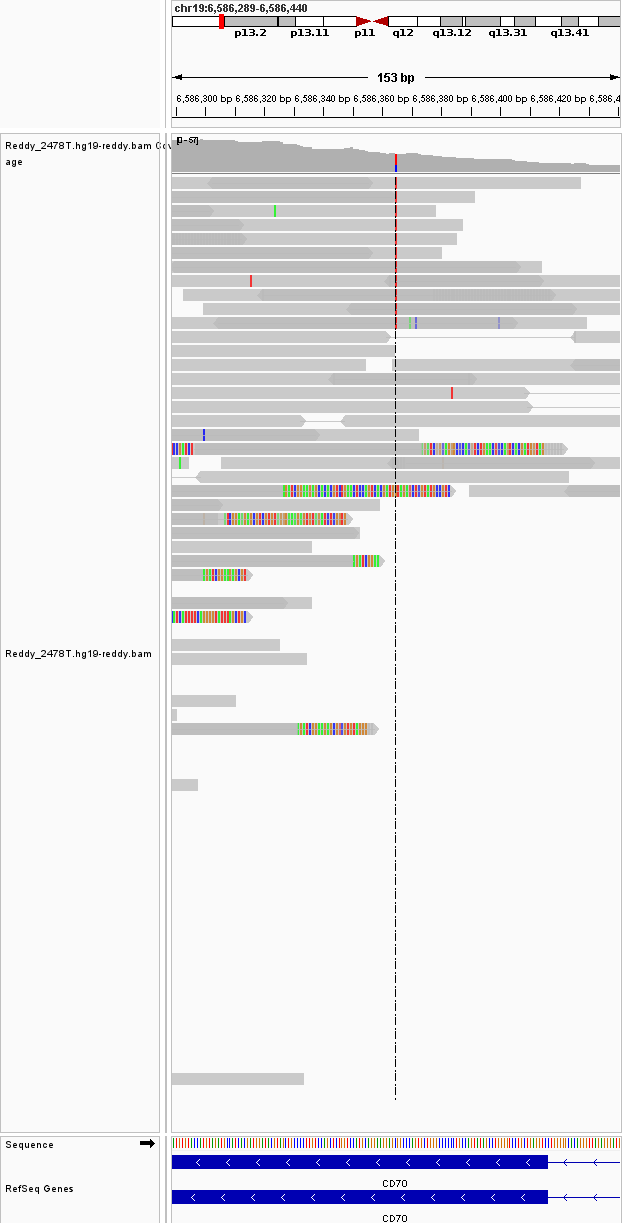 chr19:6,586,289-6,586,440
p13.2 p13.11 p11 q12 q13.12 q13.31 q13.41
153 bp
6,586,300 bp 6,586,320 bp 6,586,340 bp 6,586,360 bp 6,586,380 bp 6,586,400 bp 6,586,420 bp 6,586,4
[0-57]
Reddy_2478T.hg19-reddy.bam Cov
age
Reddy_2478T.hg19-reddy.bam
Sequence
CD70
RefSeq Genes
CD70